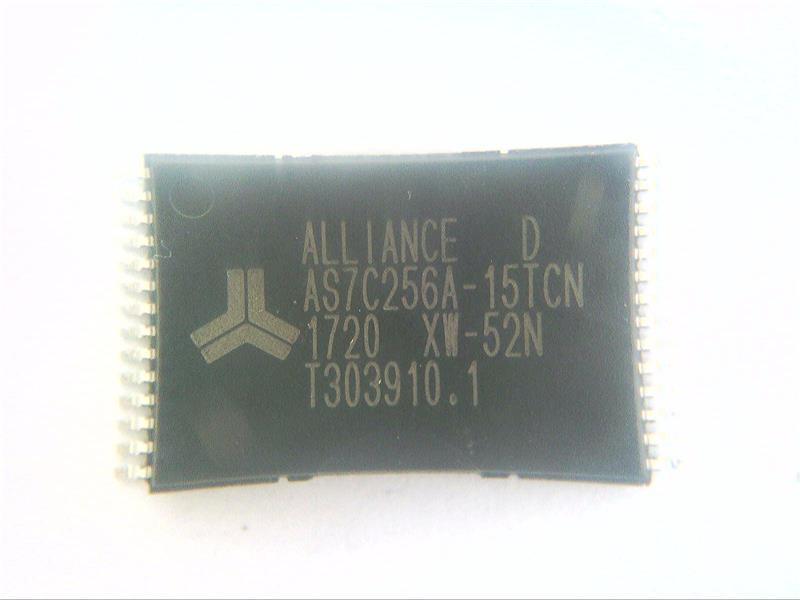 ALLIANCE D
AS7C256A-15TCN
1720 XW-52N
T303910.1